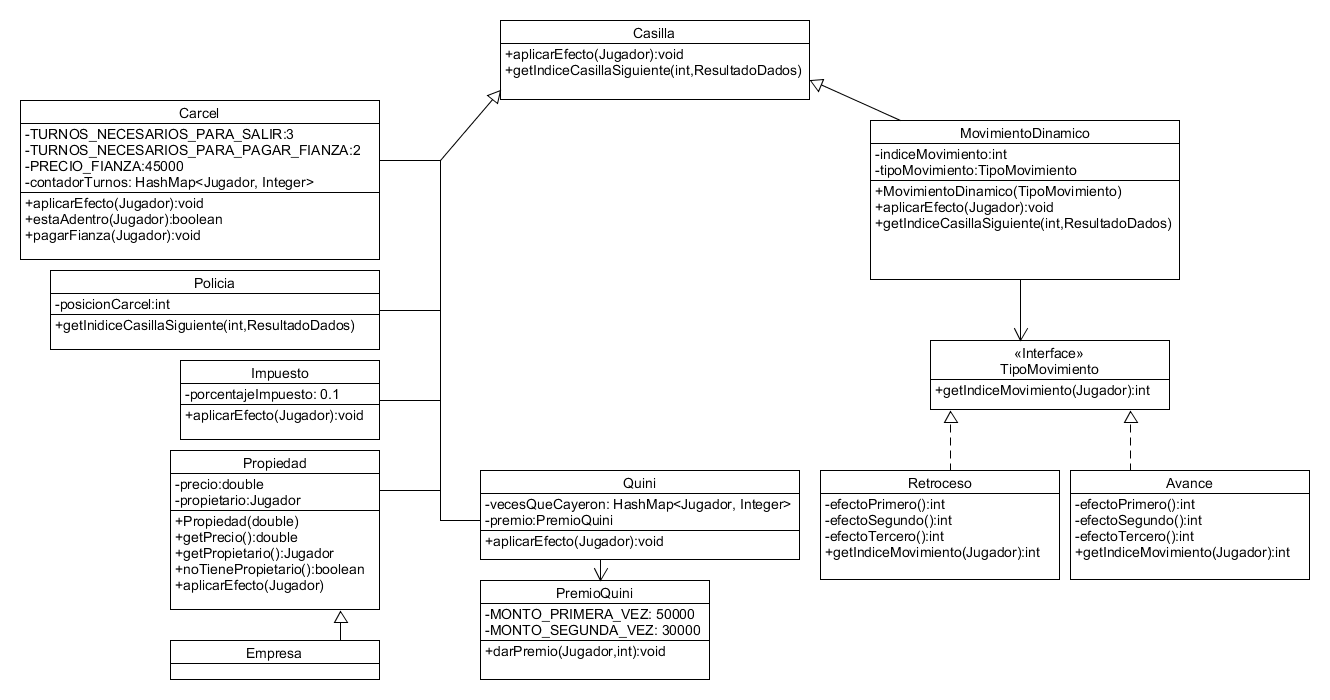 Casilla
+aplicarEfecto(Jugador):void
+getIndiceCasillaSiguiente(int,ResultadoDados)
Carcel
-TURNOS_NECESARIOS_PARA_SALIR:3
-TURNOS_NECESARIOS_PARA_PAGAR_FIANZA:2
-PRECIO_FIANZA:45000
-contadorTurnos: HashMap<Jugador, Integer>
+aplicarEfecto(Jugador):void
+estaAdentro(Jugador):boolean
+pagarFianza(Jugador):void
MovimientoDinamico
-indiceMovimiento:int
-tipoMovimiento:TipoMovimiento
+MovimientoDinamico(TipoMovimiento)
+aplicarEfecto(Jugador):void
+getIndiceCasillaSiguiente(int,ResultadoDados)
Policia
-posicionCarcel:int
+getInidiceCasillaSiguiente(int,ResultadoDados)
«Interface»
TipoMovimiento
+getIndiceMovimiento(Jugador):int
Impuesto
-porcentajeImpuesto: 0.1
+aplicarEfecto(Jugador):void
Propiedad
-precio:double
-propietario:Jugador
+Propiedad(double)
+getPrecio():double
+getPropietario():Jugador
+noTienePropietario():boolean
+aplicarEfecto(Jugador)
Quini
-vecesQueCayeron: HashMap<Jugador, Integer>
-premio:PremioQuini
+aplicarEfecto(Jugador):void
Retroceso
-efectoPrimero():int
-efectoSegundo():int
-efectoTercero():int
+getIndiceMovimiento(Jugador):int
Avance
-efectoPrimero():int
-efectoSegundo():int
-efectoTercero():int
+getIndiceMovimiento(Jugador):int
PremioQuini
-MONTO_PRIMERA_VEZ: 50000
-MONTO_SEGUNDA_VEZ: 30000
+darPremio(Jugador,int):void
Empresa